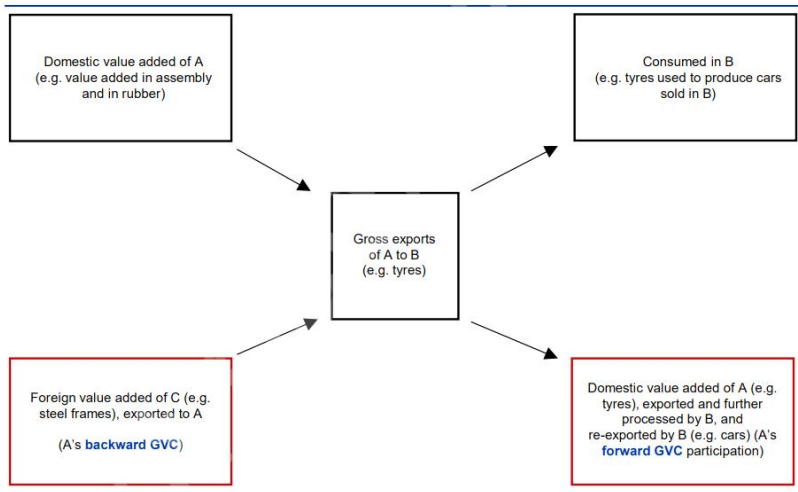 Domestic value added of A
(e.g. value added in assembly
and in rubber)
Consumed in B
(e.g. tyres used to produce cars
sold in B)
Gross exports
of A to B
(e.g. tyres)
Foreign value added of C (e.g.
steel frames), exported to A
(A's backward GVC)
Domestic value added of A (e.g.
tyres), exported and further
processed by B, and
re-exported by B (e.g. cars) (A's
forward GVC participation)